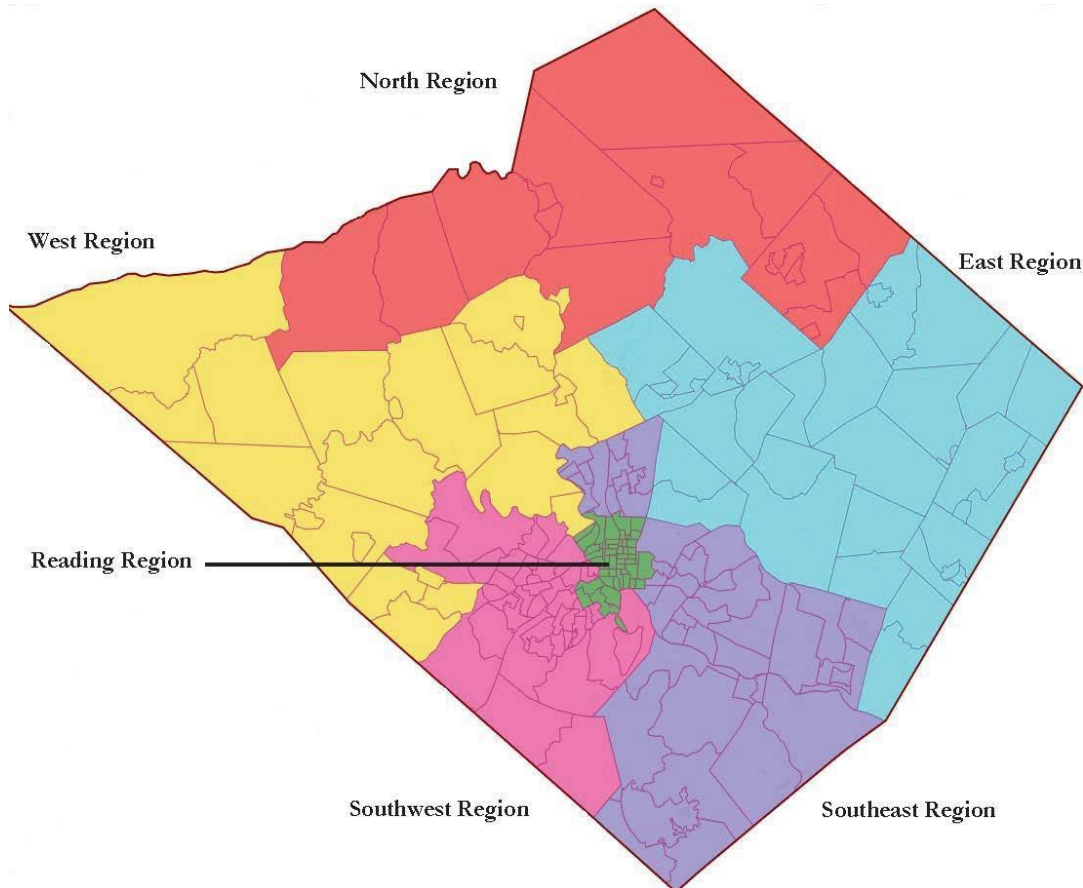 North Region
West Region
East Region
Reading Region
Southwest Region
Southeast Region